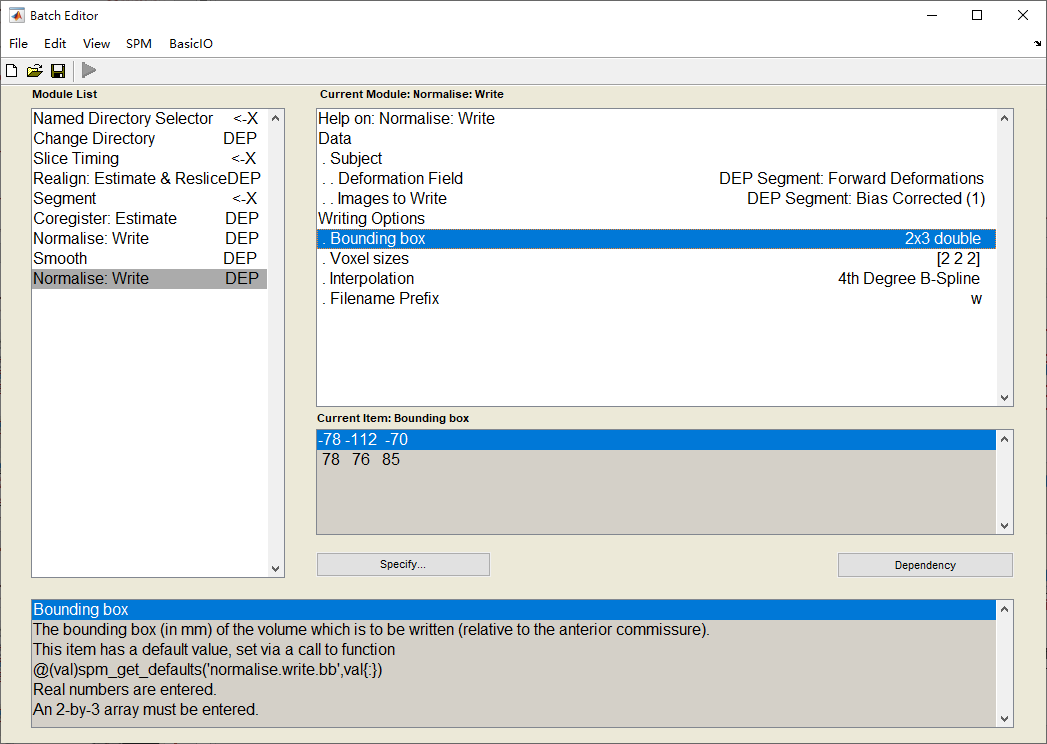 Batch Editor
File Edit View SPM BasicIO
Module List
Named Directory Selector <-X
Change Directory DEP
Slice Timing <-X
Realign: Estimate & ResliceDEP
Segment <-X
Coregister: Estimate DEP
Normalise: Write DEP
Smooth DEP
Normalise: Write DEP
Current Module: Normalise: Write
Help on: Normalise: Write
Data
. Subject
. . Deformation Field DEP Segment: Forward Deformations
. . Images to Write DEP Segment: Bias Corrected (1)
Writing Options
. Bounding box 2x3 double
. Voxel sizes [2 2 2]
. Interpolation 4th Degree B-Spline
. Filename Prefix w
Current Item: Bounding box
-78 -112 -70
78 76 85
Specify...
Dependency
Bounding box
The bounding box (in mm) of the volume which is to be written (relative to the anterior commissure).
This item has a default value, set via a call to function
@(val)spm_get_defaults('normalise.write.bb',val{:})
Real numbers are entered.
An 2-by-3 array must be entered.